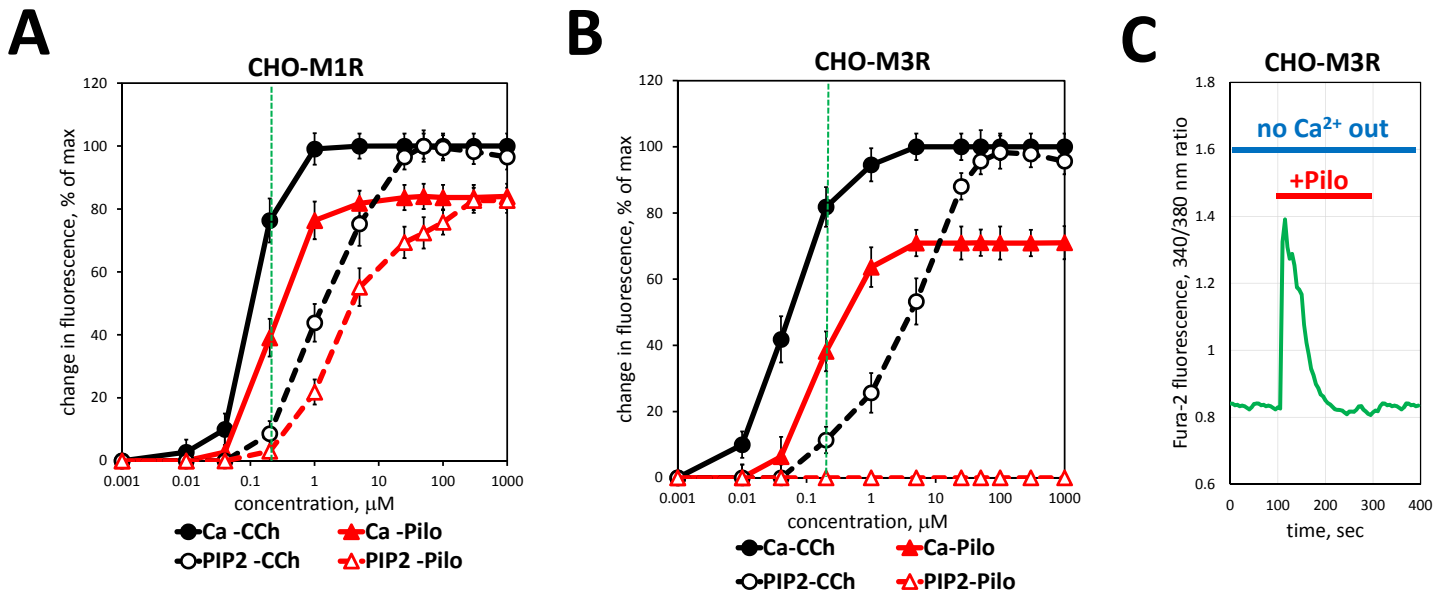 A
CHO-M1R
change in fluorescence, % of max
120
100
80
60
40
20
0
0.001
0.01
0.1
1
10
100
1000
concentration, μM
Ca -CCh
Ca -Pilo
PIP2 -CCh
PIP2 -Pilo
B
CHO-M3R
change in fluorescence, % of max
120
100
80
60
40
20
0
0.001
0.01
0.1
1
10
100
1000
concentration, μM
Ca-CCh
Ca-Pilo
PIP2-CCh
PIP2-Pilo
C
CHO-M3R
Fura-2 fluorescence, 340/380 nm ratio
1.8
1.6
1.4
1.2
1
0.8
0.6
no Ca²⁺ out
+Pilo
0
100
200
300
400
time, sec